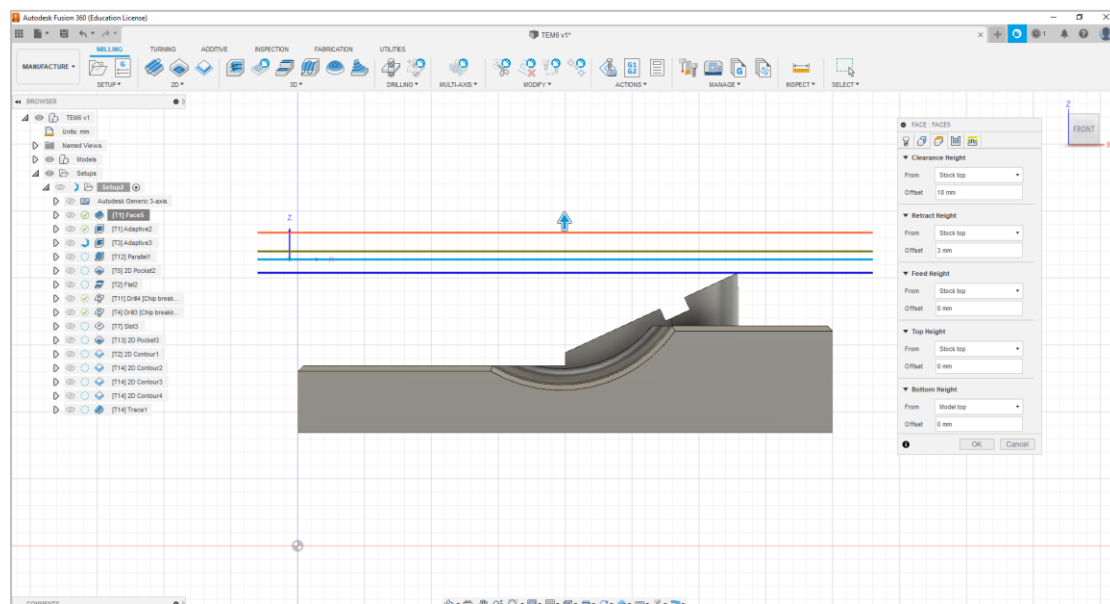 Autodesk Fusion 360 (Education License)
TEM6 v1*
1
MILLING TURNING ADDITIVE INSPECTION FABRICATION UTILITIES
MANUFACTURE
G1
G2
SETUP 2D 3D DRILLING MULTI-AXIS MODIFY ACTIONS MANAGE INSPECT SELECT
BROWSER
TEM6 v1
Units: mm
Named Views
Models
Setups
Setup2
Autodesk Generic 3-axis
[T1] Face5
[T1] Adaptive2
[T3] Adaptive3
[T12] Parallel1
[T5] 2D Pocket2
[T2] Flat2
[T11] Drill4 [Chip breaki...
[T4] Drill3 [Chip breaki...
[T7] Slot3
[T13] 2D Pocket3
[T2] 2D Contour1
[T14] 2D Contour2
[T14] 2D Contour3
[T14] 2D Contour4
[T14] Trace1
Z
Z
FRONT
X
FACE : FACE5
Clearance Height
From Stock top
Offset 10 mm
Retract Height
From Stock top
Offset 3 mm
Feed Height
From Stock top
Offset 0 mm
Top Height
From Stock top
Offset 0 mm
Bottom Height
From Model top
Offset 0 mm
OK Cancel
COMMENTS